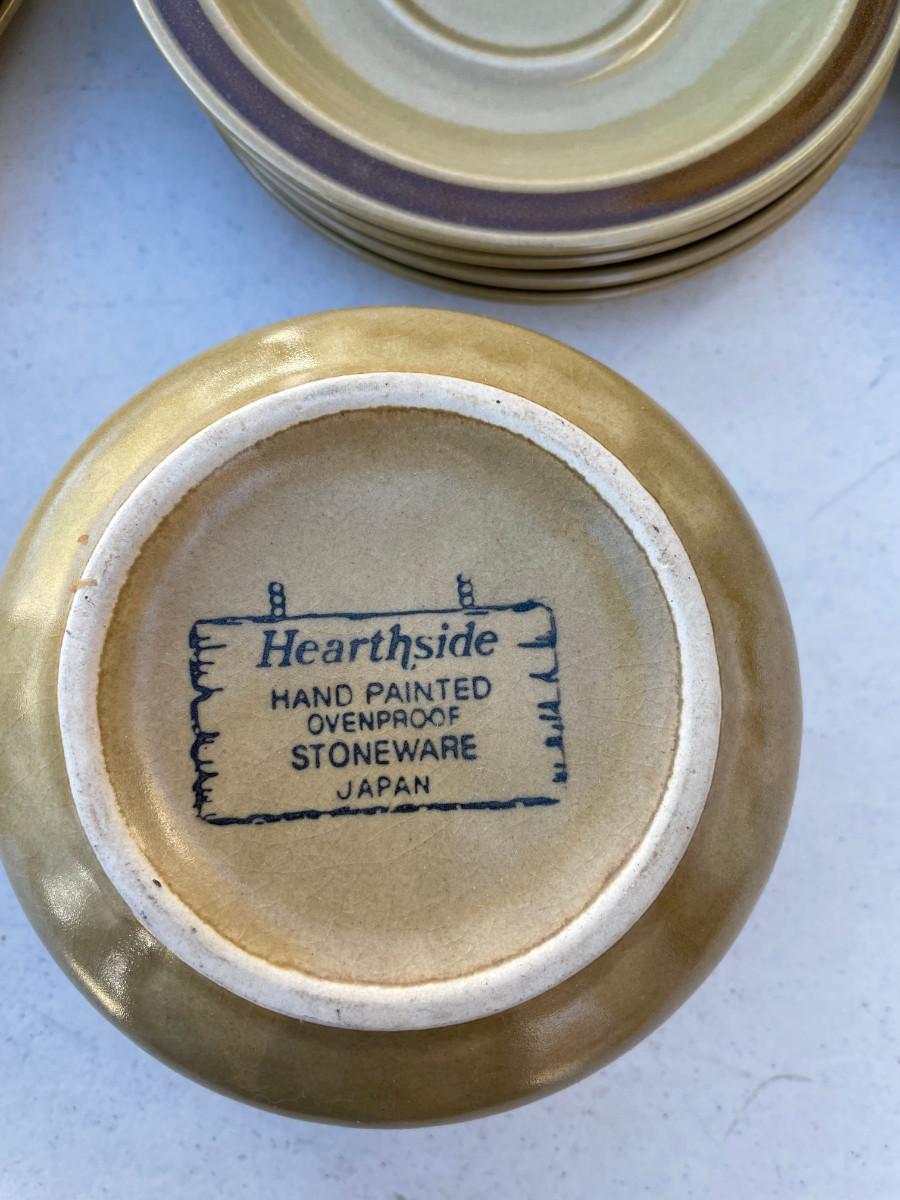 Hearthside
HAND PAINTED
OVENPROOF
STONEWARE
JAPAN